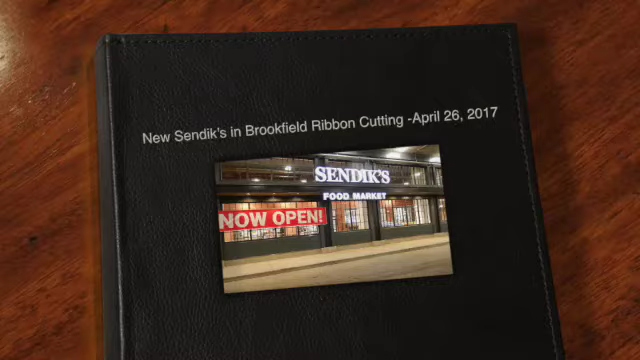 New Sendik's in Brookfield Ribbon Cutting -April 26, 2017
SENDIK'S
FOOD MARKET
NOW OPEN!